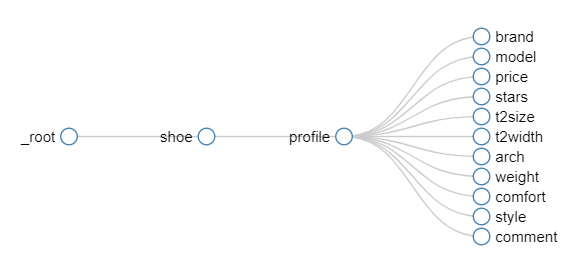 _root
shoe
profile
brand
model
price
stars
t2size
t2width
arch
weight
comfort
style
comment